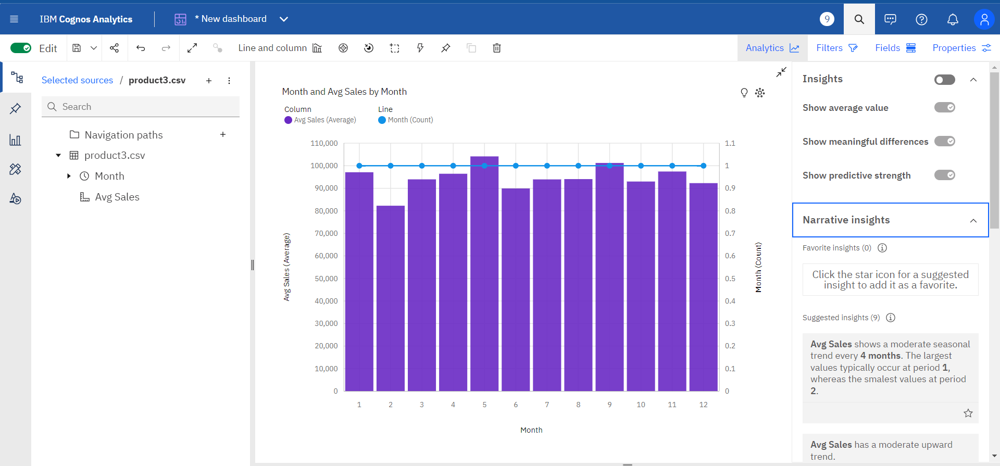 IBM Cognos Analytics
* New dashboard
9
Edit
Line and column
Analytics
Filters
Fields
Properties
Selected sources / product3.csv
Search
Navigation paths
product3.csv
Month
Avg Sales
Month and Avg Sales by Month
Column
Line
Avg Sales (Average)
Month (Count)
110,000
100,000
90,000
80,000
70,000
60,000
50,000
40,000
30,000
20,000
10,000
0
Avg Sales (Average)
1.1
1
0.9
0.8
0.7
0.6
0.5
0.4
0.3
0.2
0.1
0
Month (Count)
1 2 3 4 5 6 7 8 9 10 11 12
Month
Insights
Show average value
Show meaningful differences
Show predictive strength
Narrative insights
Favorite insights (0)
Click the star icon for a suggested
insight to add it as a favorite.
Suggested insights (9)
Avg Sales shows a moderate seasonal
trend every 4 months. The largest
values typically occur at period 1,
whereas the smalest values at period
2.
Avg Sales has a moderate upward
trend.